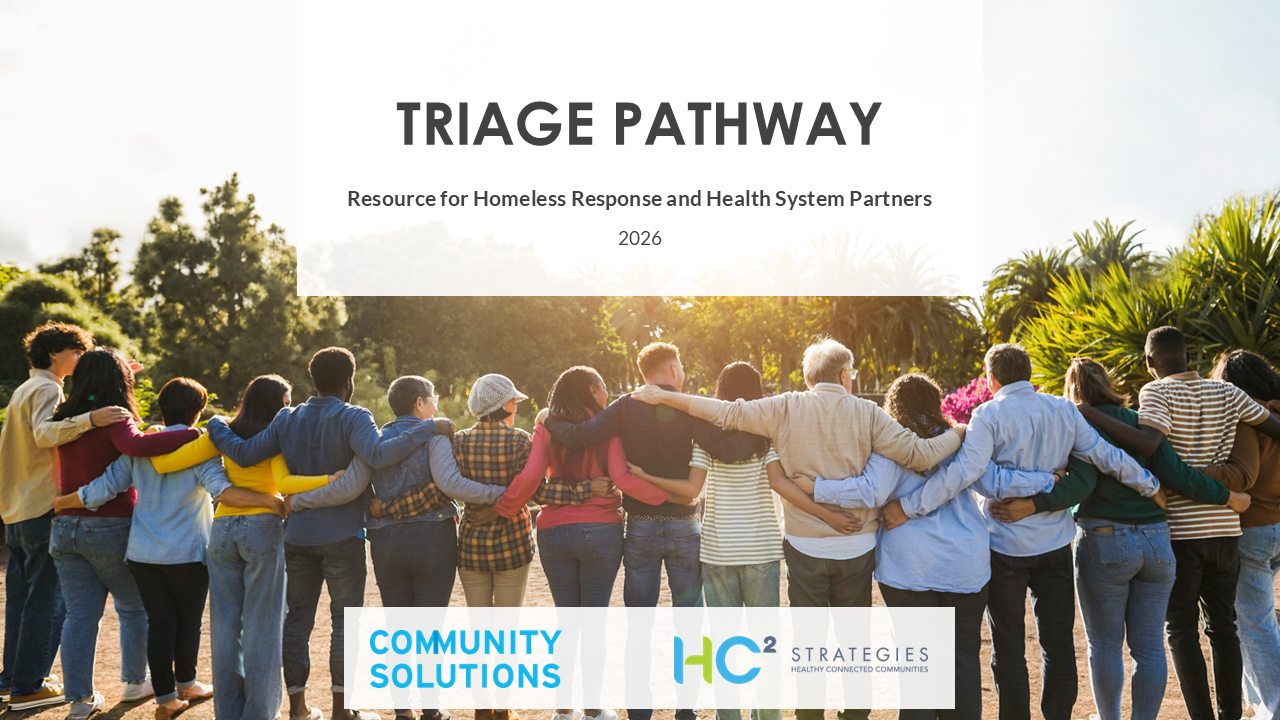 TRIAGE PATHWAY
Resource for Homeless Response and Health System Partners
2026
COMMUNITY
SOLUTIONS
HC² STRATEGIES
HEALTHY CONNECTED COMMUNITIES